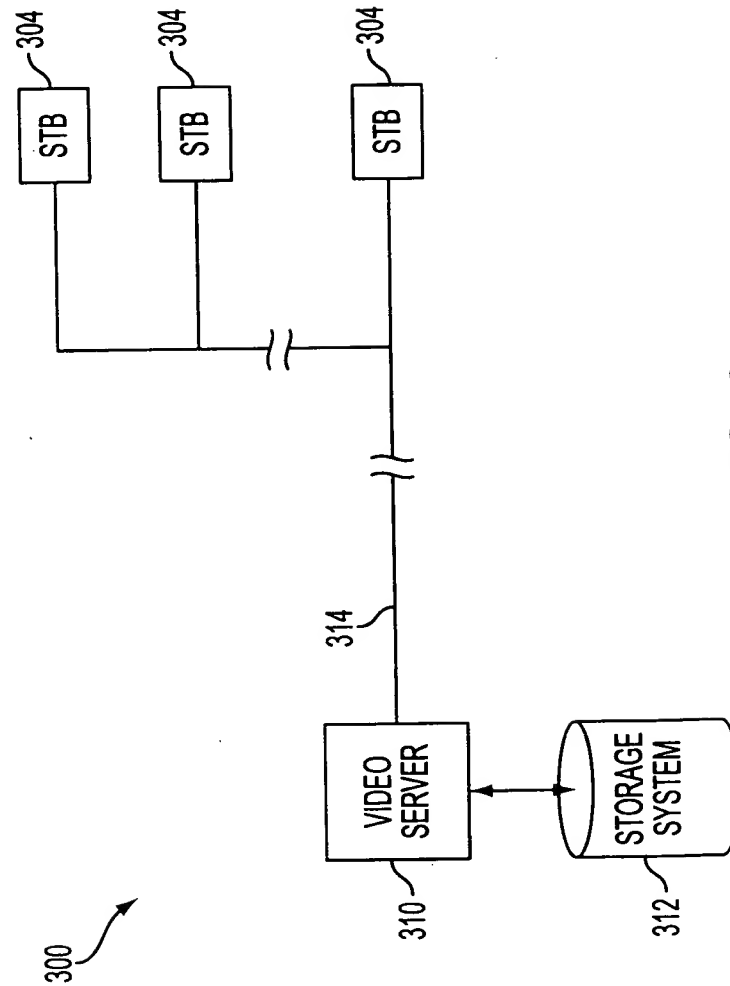 300
304
STB
304
STB
304
STB
314
VIDEO
SERVER
310
STORAGE
SYSTEM
312